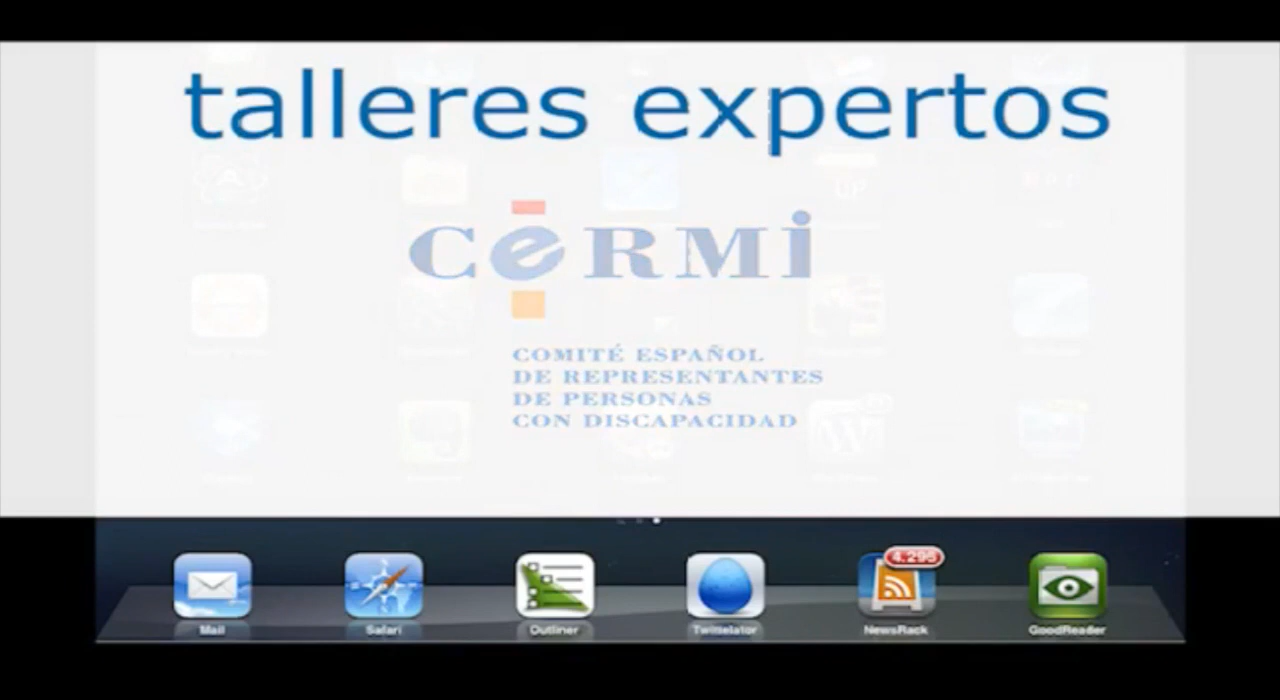 talleres expertos
CERMI
COMITÉ ESPAÑOL
DE REPRESENTANTES
DE PERSONAS
CON DISCAPACIDAD
4.295
Mail
Safari
Outliner
Twittelator
NewsRack
GoodReader